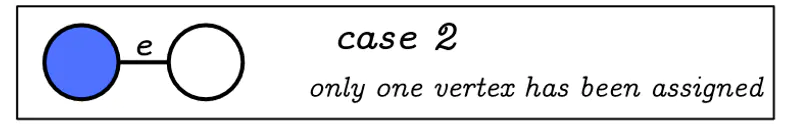 e
case 2
only one vertex has been assigned